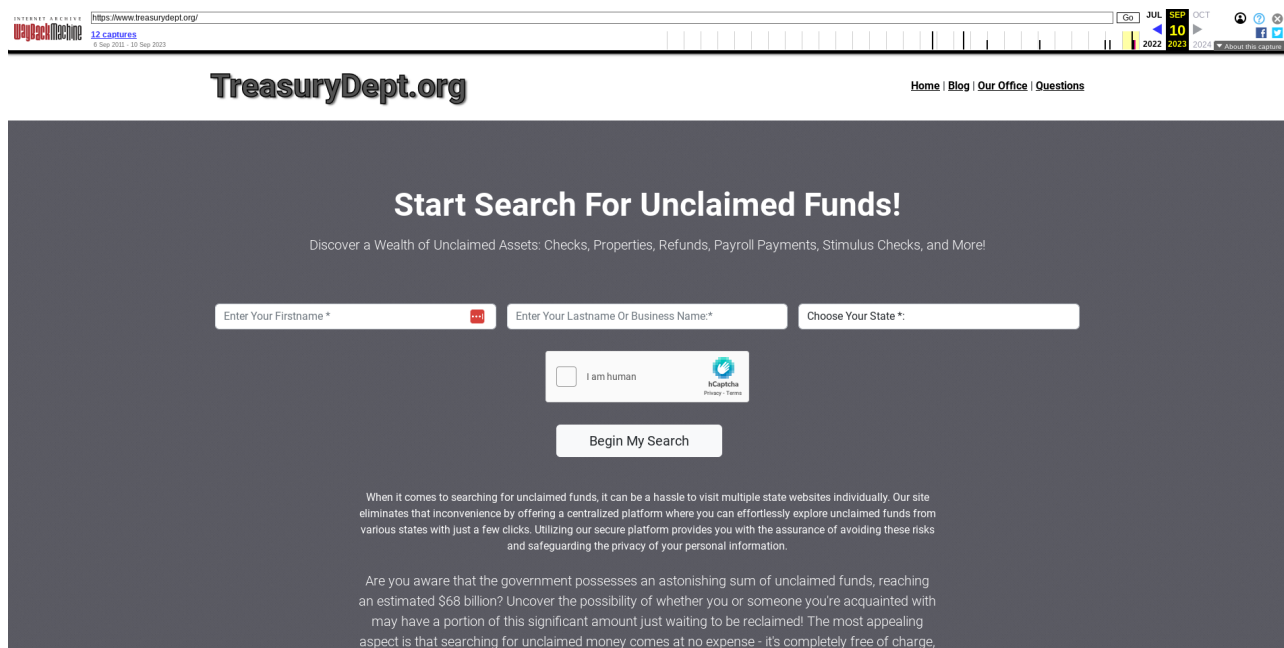 INTERNET ARCHIVE
WayBackMachine
https://www.treasurydept.org/
Go
JUL SEP OCT
12 captures
10
6 Sep 2011 - 10 Sep 2023
2022 2023 2024
About this capture
TreasuryDept.org
Home | Blog | Our Office | Questions
Start Search For Unclaimed Funds!
Discover a Wealth of Unclaimed Assets: Checks, Properties, Refunds, Payroll Payments, Stimulus Checks, and More!
Enter Your Firstname *
Enter Your Lastname Or Business Name:*
Choose Your State *:
I am human
hCaptcha
Privacy - Terms
Begin My Search
When it comes to searching for unclaimed funds, it can be a hassle to visit multiple state websites individually. Our site
eliminates that inconvenience by offering a centralized platform where you can effortlessly explore unclaimed funds from
various states with just a few clicks. Utilizing our secure platform provides you with the assurance of avoiding these risks
and safeguarding the privacy of your personal information.
Are you aware that the government possesses an astonishing sum of unclaimed funds, reaching
an estimated $68 billion? Uncover the possibility of whether you or someone you're acquainted with
may have a portion of this significant amount just waiting to be reclaimed! The most appealing
aspect is that searching for unclaimed money comes at no expense - it's completely free of charge,